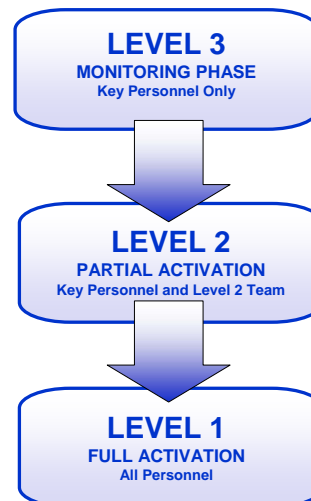 LEVEL 3
MONITORING PHASE
Key Personnel Only
LEVEL 2
PARTIAL ACTIVATION
Key Personnel and Level 2 Team
LEVEL 1
FULL ACTIVATION
All Personnel